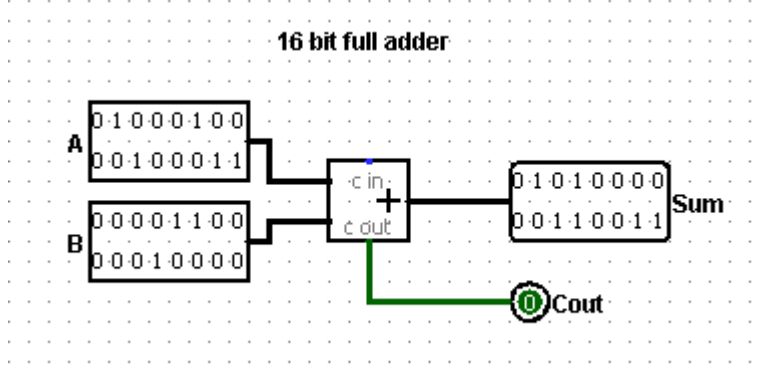 16 bit full adder
A
0 1 0 0 0 1 0 0
0 0 1 0 0 0 1 1
B
0 0 0 0 1 1 0 0
0 0 0 1 0 0 0 0
c in
+
c out
0 1 0 1 0 0 0 0
0 0 1 1 0 0 1 1
Sum
0
Cout